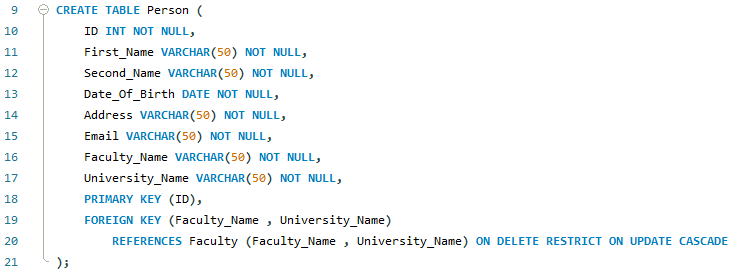 9 CREATE TABLE Person (
10 ID INT NOT NULL,
11 First_Name VARCHAR(50) NOT NULL,
12 Second_Name VARCHAR(50) NOT NULL,
13 Date_Of_Birth DATE NOT NULL,
14 Address VARCHAR(50) NOT NULL,
15 Email VARCHAR(50) NOT NULL,
16 Faculty_Name VARCHAR(50) NOT NULL,
17 University_Name VARCHAR(50) NOT NULL,
18 PRIMARY KEY (ID),
19 FOREIGN KEY (Faculty_Name , University_Name)
20 REFERENCES Faculty (Faculty_Name , University_Name) ON DELETE RESTRICT ON UPDATE CASCADE
21 );